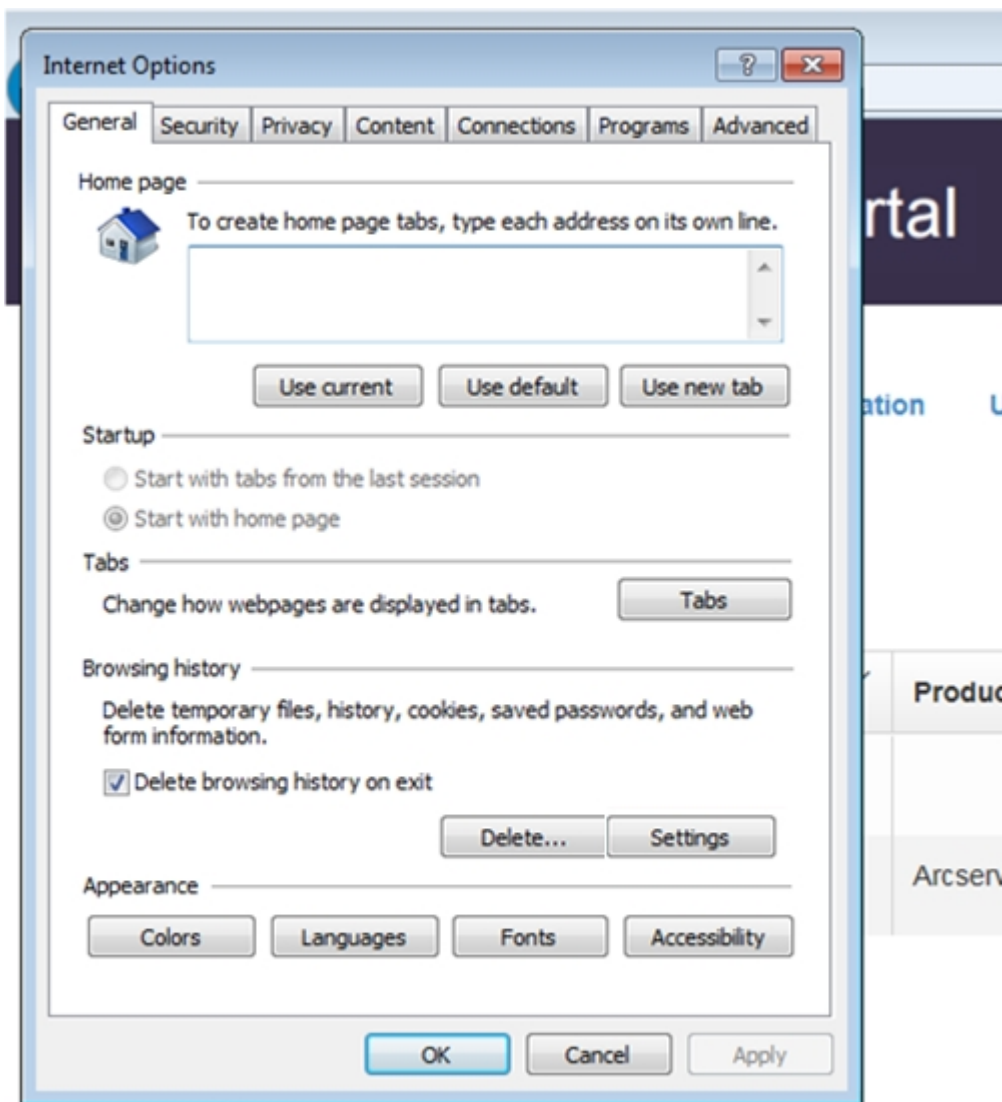 Internet Options
General Security Privacy Content Connections Programs Advanced
Home page
To create home page tabs, type each address on its own line.
Use current Use default Use new tab
Startup
Start with tabs from the last session
Start with home page
Tabs
Change how webpages are displayed in tabs.
Tabs
Browsing history
Delete temporary files, history, cookies, saved passwords, and web
form information.
Delete browsing history on exit
Delete... Settings
Appearance
Colors Languages Fonts Accessibility
OK Cancel Apply
rtal
ation U
Produc
Arcserv